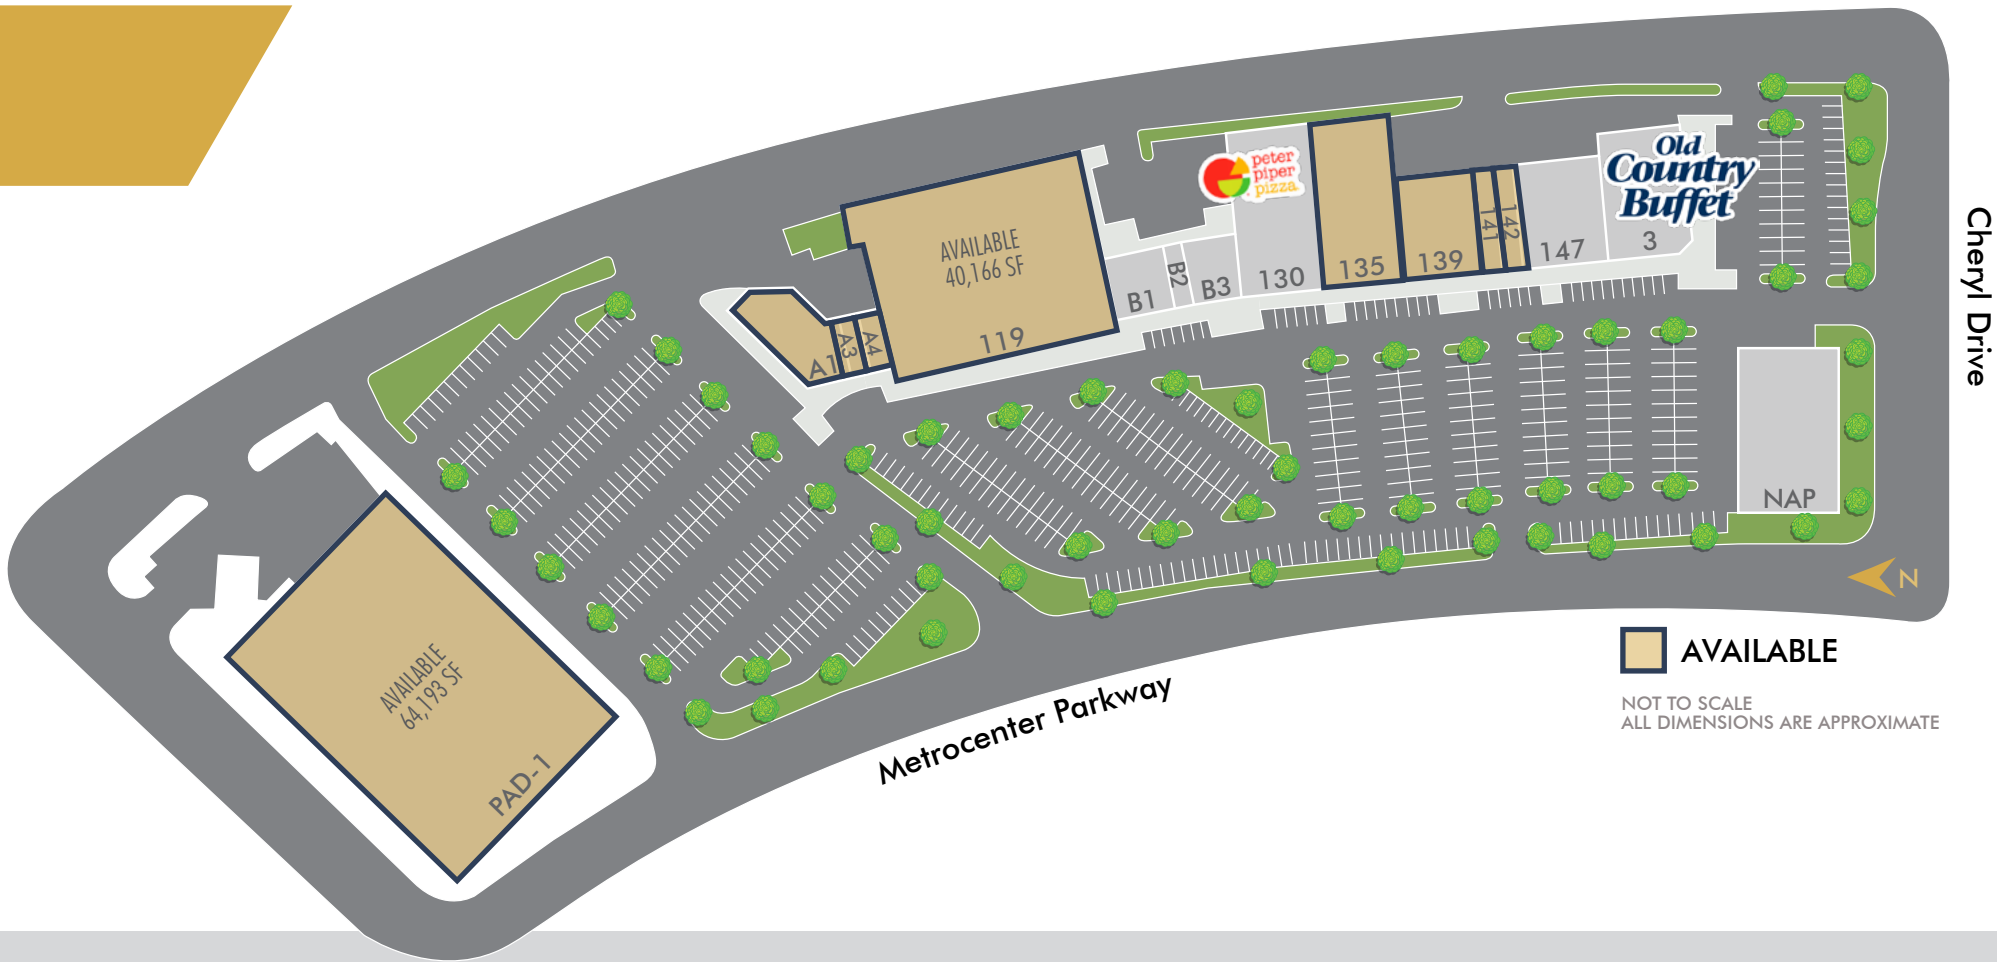 AVAILABLE
40,166 SF
119
A1
A3
A4
B1
B2
B3
peter
piper
pizza
130
135
139
141
142
147
Old
Country
Buffet
3
Cheryl Drive
NAP
N
AVAILABLE
64,193 SF
PAD-1
Metrocenter Parkway
AVAILABLE
NOT TO SCALE
ALL DIMENSIONS ARE APPROXIMATE